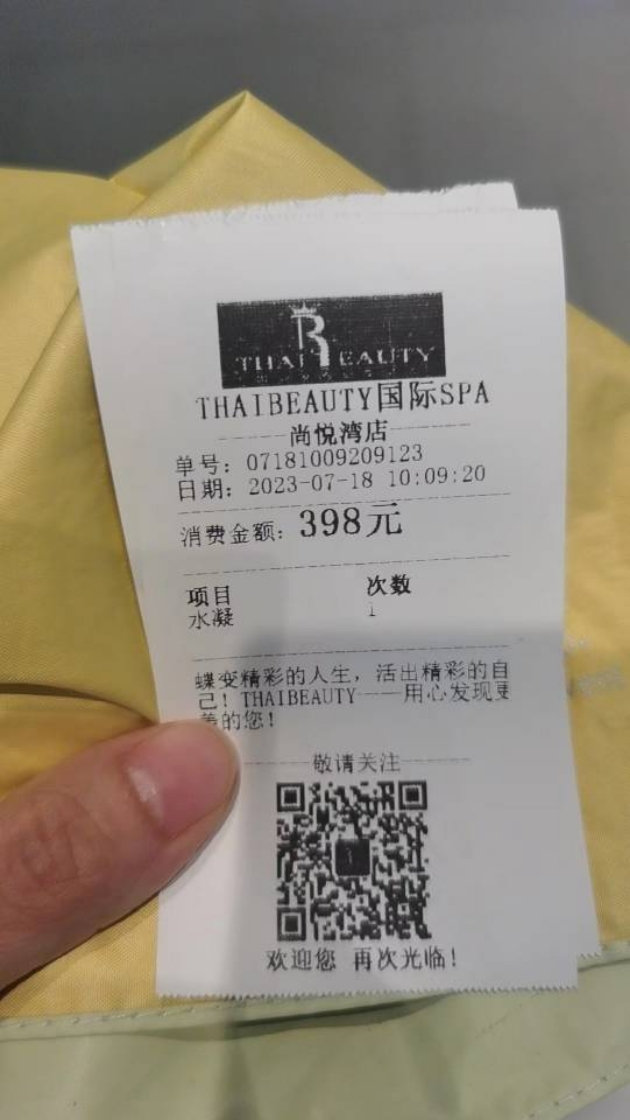 THAIBEAUTY
THAIBEAUTY国际SPA
尚悦湾店
单号：07181009209123
日期：2023-07-18 10:09:20
消费金额：398元
项目 次数
水凝 1
蝶变精彩的人生，活出精彩的自
己！THAIBEAUTY——用心发现更
美的您！
敬请关注
欢迎您 再次光临！